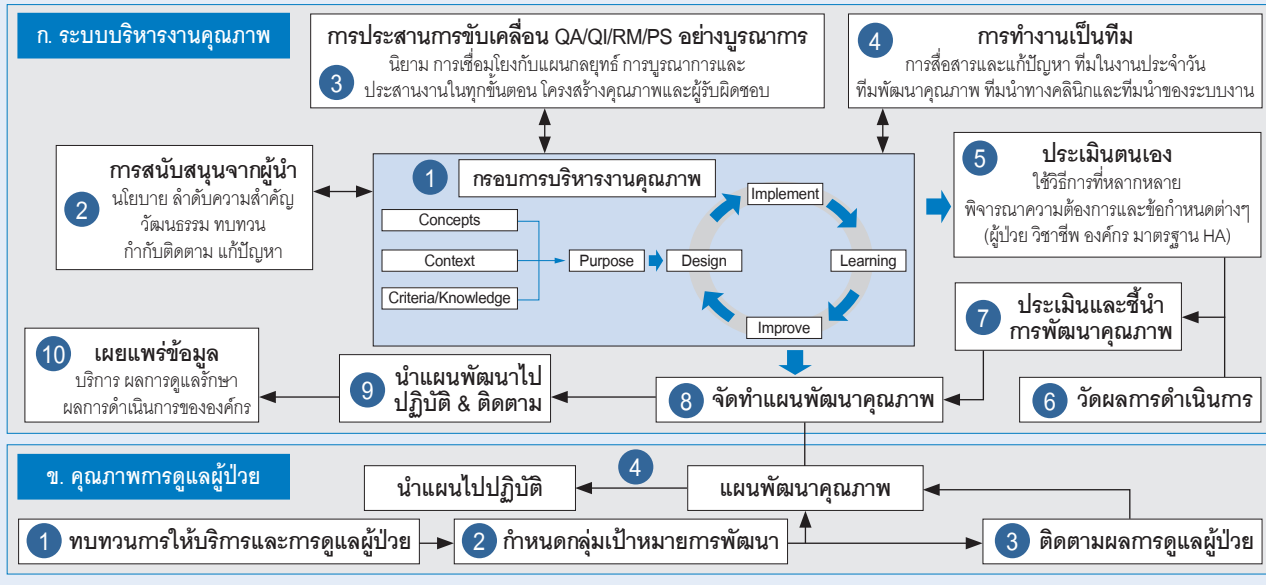 ก. ระบบบริหารงานคุณภาพ
การประสานการขับเคลื่อน QA/QI/RM/PS อย่างบูรณาการ
3
นิยาม การเชื่อมโยงกับแผนกลยุทธ์ การบูรณาการและ
ประสานงานในทุกขั้นตอน โครงสร้างคุณภาพและผู้รับผิดชอบ
4
การทำงานเป็นทีม
การสื่อสารและแก้ปัญหา ทีมในงานประจำวัน
ทีมพัฒนาคุณภาพ ทีมนำทางคลินิกและทีมนำของระบบงาน
2
การสนับสนุนจากผู้นำ
นโยบาย ลำดับความสำคัญ
วัฒนธรรม ทบทวน
กำกับติดตาม แก้ปัญหา
1
กรอบการบริหารงานคุณภาพ
Concepts
Context
Criteria/Knowledge
Purpose
Design
Implement
Learning
Improve
5
ประเมินตนเอง
ใช้วิธีการที่หลากหลาย
พิจารณาความต้องการและข้อกำหนดต่างๆ
(ผู้ป่วย วิชาชีพ องค์กร มาตรฐาน HA)
7
ประเมินและชี้นำ
การพัฒนาคุณภาพ
6 วัดผลการดำเนินการ
8 จัดทำแผนพัฒนาคุณภาพ
9
นำแผนพัฒนาไป
ปฏิบัติ & ติดตาม
10
เผยแพร่ข้อมูล
บริการ ผลการดูแลรักษา
ผลการดำเนินการขององค์กร
ข. คุณภาพการดูแลผู้ป่วย
นำแผนไปปฏิบัติ
4
แผนพัฒนาคุณภาพ
1 ทบทวนการให้บริการและการดูแลผู้ป่วย
2 กำหนดกลุ่มเป้าหมายการพัฒนา
3 ติดตามผลการดูแลผู้ป่วย